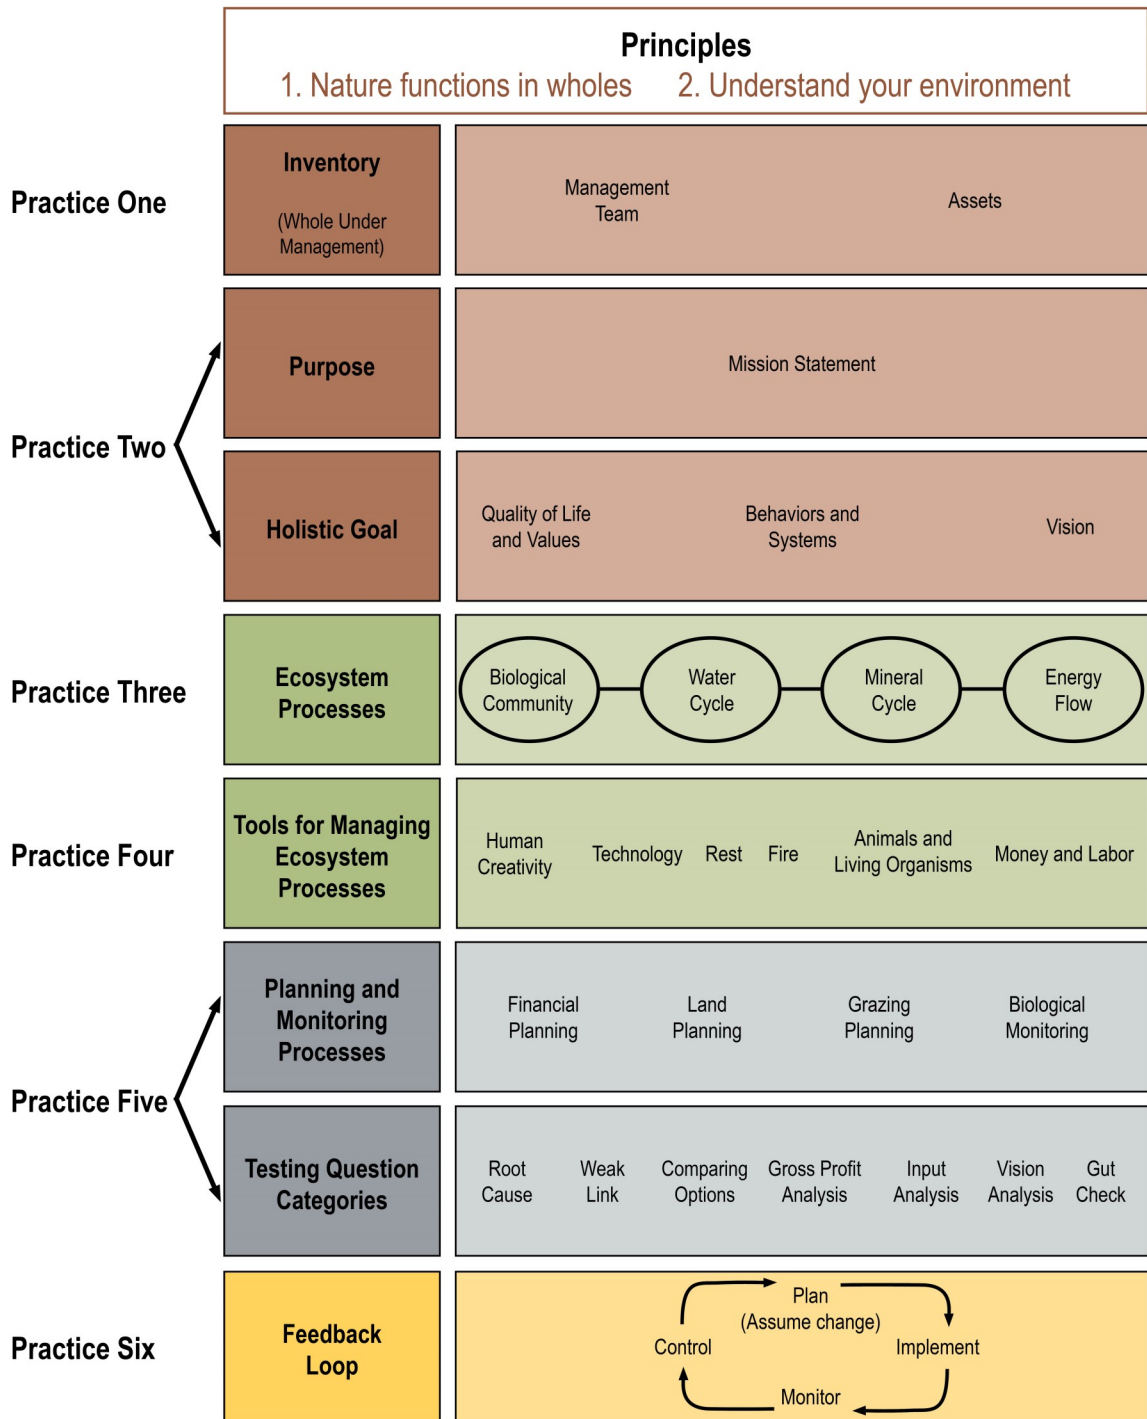 Principles
1. Nature functions in wholes 2. Understand your environment
Practice One
Inventory
(Whole Under
Management)
Management
Team
Assets
Practice Two
Purpose
Mission Statement
Holistic Goal
Quality of Life
and Values
Behaviors and
Systems
Vision
Practice Three
Ecosystem
Processes
Biological
Community
Water
Cycle
Mineral
Cycle
Energy
Flow
Practice Four
Tools for Managing
Ecosystem
Processes
Human
Creativity
Technology
Rest
Fire
Animals and
Living Organisms
Money and Labor
Practice Five
Planning and
Monitoring
Processes
Financial
Planning
Land
Planning
Grazing
Planning
Biological
Monitoring
Testing Question
Categories
Root
Cause
Weak
Link
Comparing
Options
Gross Profit
Analysis
Input
Analysis
Vision
Analysis
Gut
Check
Practice Six
Feedback
Loop
Plan
(Assume change)
Implement
Monitor
Control